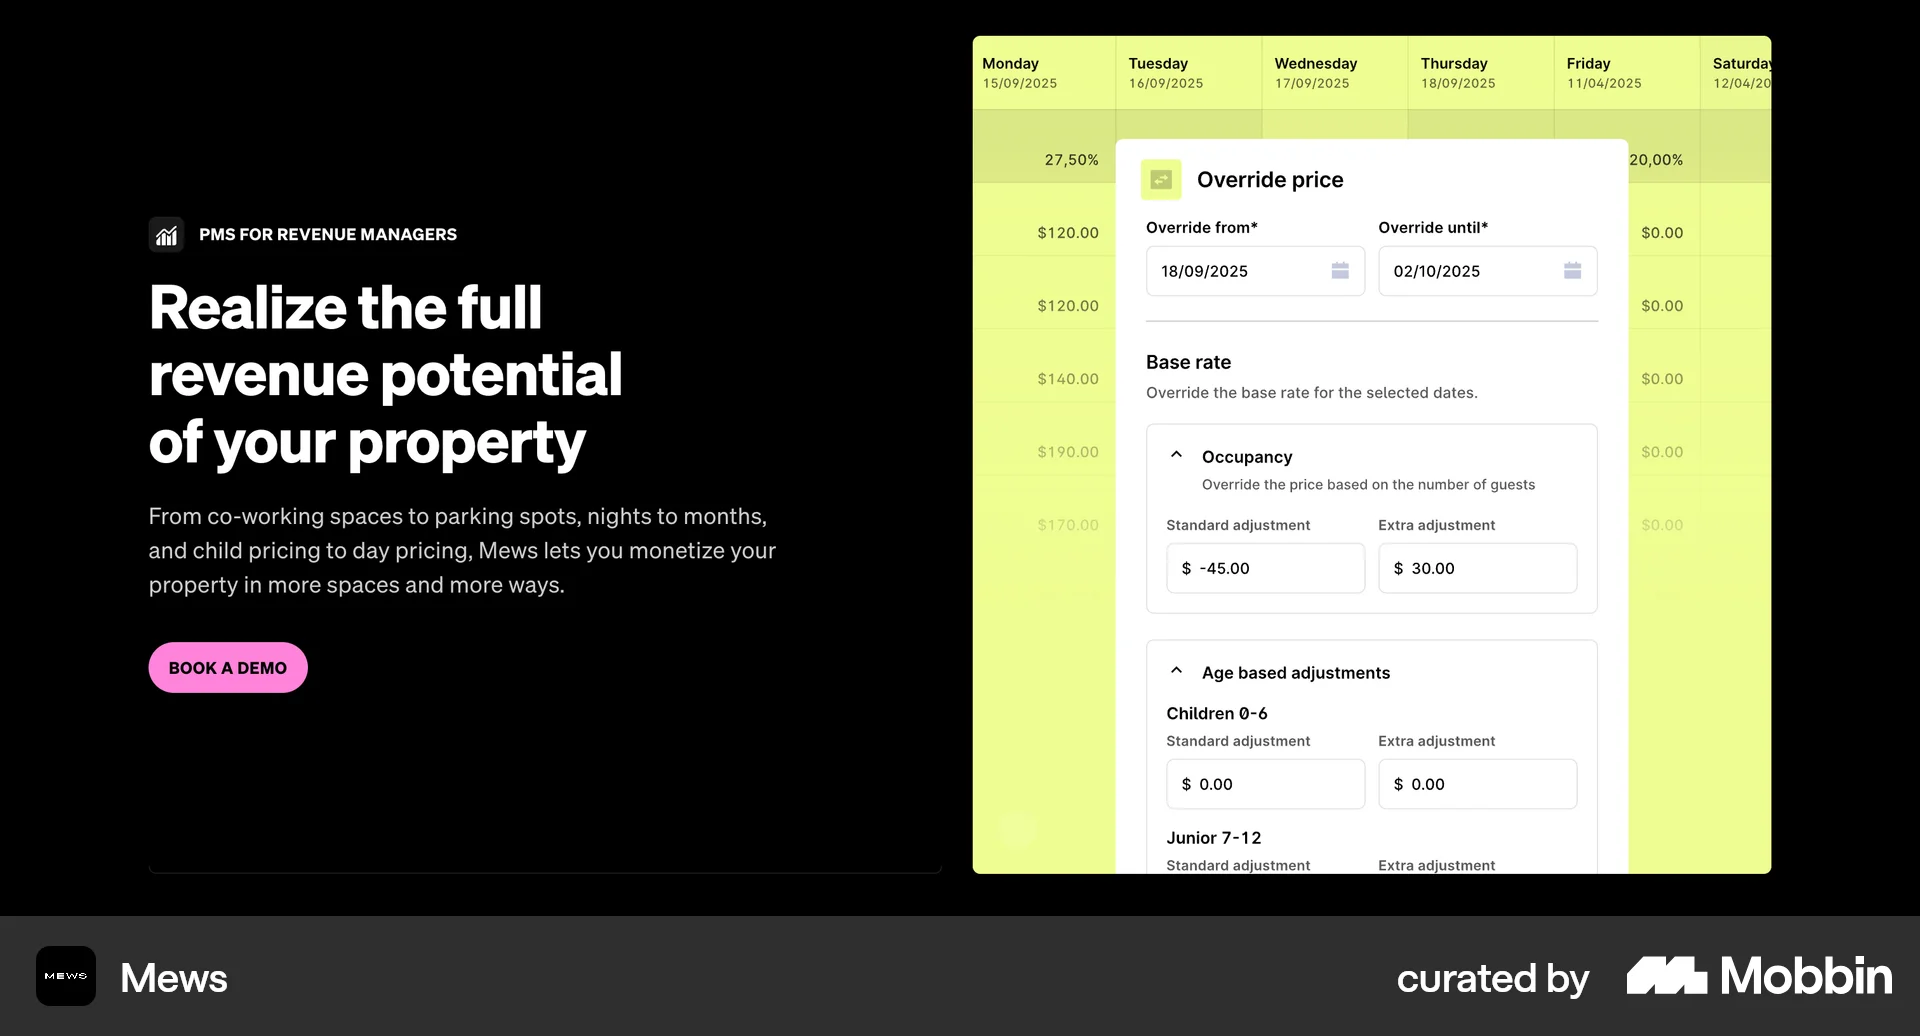 PMS FOR REVENUE MANAGERS
Realize the full
revenue potential
of your property
From co-working spaces to parking spots, nights to months,
and child pricing to day pricing, Mews lets you monetize your
property in more spaces and more ways.
BOOK A DEMO
Monday Tuesday Wednesday Thursday Friday Saturday
15/09/2025 16/09/2025 17/09/2025 18/09/2025 11/04/2025 12/04/20
27,50% 20,00%
$120.00 $0.00
$120.00 $0.00
$140.00 $0.00
$190.00 $0.00
$170.00 $0.00
Override price
Override from* Override until*
18/09/2025 02/10/2025
Base rate
Override the base rate for the selected dates.
Occupancy
Override the price based on the number of guests
Standard adjustment Extra adjustment
$ -45.00 $ 30.00
Age based adjustments
Children 0-6
Standard adjustment Extra adjustment
$ 0.00 $ 0.00
Junior 7-12
Standard adjustment Extra adjustment
MEWS
Mews
curated by Mobbin